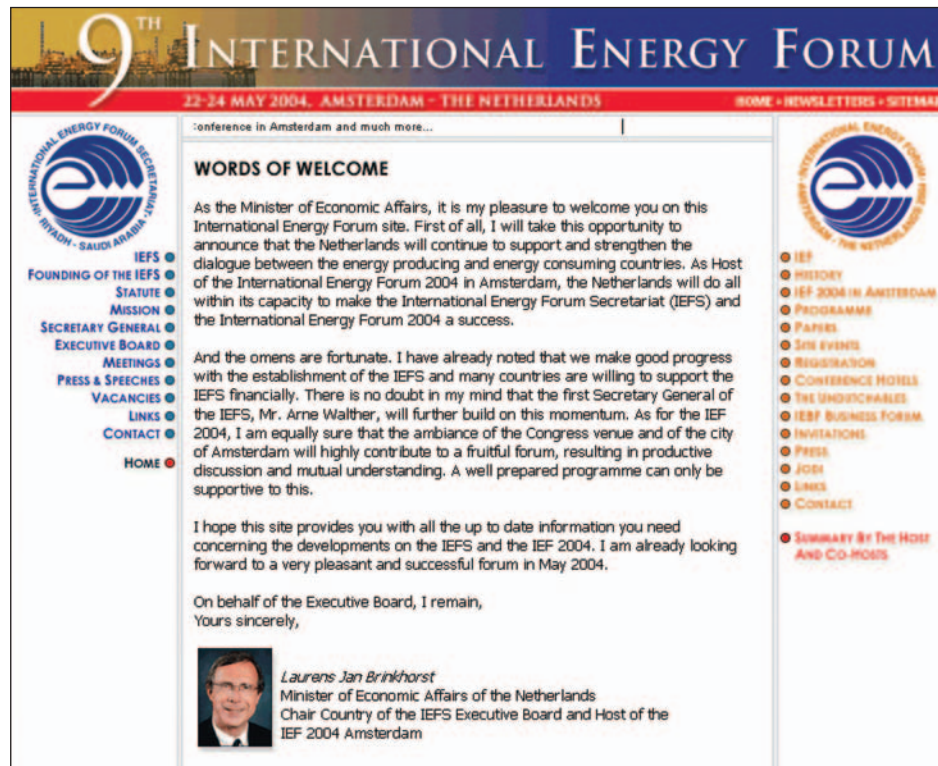 9TH INTERNATIONAL ENERGY FORUM
22-24 MAY 2004, AMSTERDAM - THE NETHERLANDS
HOME • NEWSLETTERS • SITEMAP
:onference in Amsterdam and much more...
INTERNATIONAL ENERGY FORUM SECRETARIAT
RIYADH - SAUDI ARABIA
IEFS
FOUNDING OF THE IEFS
STATUTE
MISSION
SECRETARY GENERAL
EXECUTIVE BOARD
MEETINGS
PRESS & SPEECHES
VACANCIES
LINKS
CONTACT
HOME
WORDS OF WELCOME
As the Minister of Economic Affairs, it is my pleasure to welcome you on this
International Energy Forum site. First of all, I will take this opportunity to
announce that the Netherlands will continue to support and strengthen the
dialogue between the energy producing and energy consuming countries. As Host
of the International Energy Forum 2004 in Amsterdam, the Netherlands will do all
within its capacity to make the International Energy Forum Secretariat (IEFS) and
the International Energy Forum 2004 a success.
And the omens are fortunate. I have already noted that we make good progress
with the establishment of the IEFS and many countries are willing to support the
IEFS financially. There is no doubt in my mind that the first Secretary General of
the IEFS, Mr. Arne Walther, will further build on this momentum. As for the IEF
2004, I am equally sure that the ambiance of the Congress venue and of the city
of Amsterdam will highly contribute to a fruitful forum, resulting in productive
discussion and mutual understanding. A well prepared programme can only be
supportive to this.
I hope this site provides you with all the up to date information you need
concerning the developments on the IEFS and the IEF 2004. I am already looking
forward to a very pleasant and successful forum in May 2004.
On behalf of the Executive Board, I remain,
Yours sincerely,
Laurens Jan Brinkhorst
Minister of Economic Affairs of the Netherlands
Chair Country of the IEFS Executive Board and Host of the
IEF 2004 Amsterdam
INTERNATIONAL ENERGY FORUM
AMSTERDAM - THE NETHERLANDS
IEF
HISTORY
IEF 2004 IN AMSTERDAM
PROGRAMME
PAPERS
SITE EVENTS
REGISTRATION
CONFERENCE HOTELS
THE UNDUTCHABLES
IEBF BUSINESS FORUM
INVITATIONS
PRESS
JODI
LINKS
CONTACT
SUMMARY BY THE HOST
AND CO-HOSTS